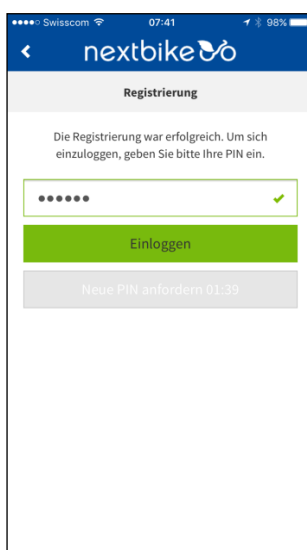 Swisscom 07:41 98%
nextbike
Registrierung
Die Registrierung war erfolgreich. Um sich
einzuloggen, geben Sie bitte Ihre PIN ein.
••••••
Einloggen
Neue PIN anfordern 01:39